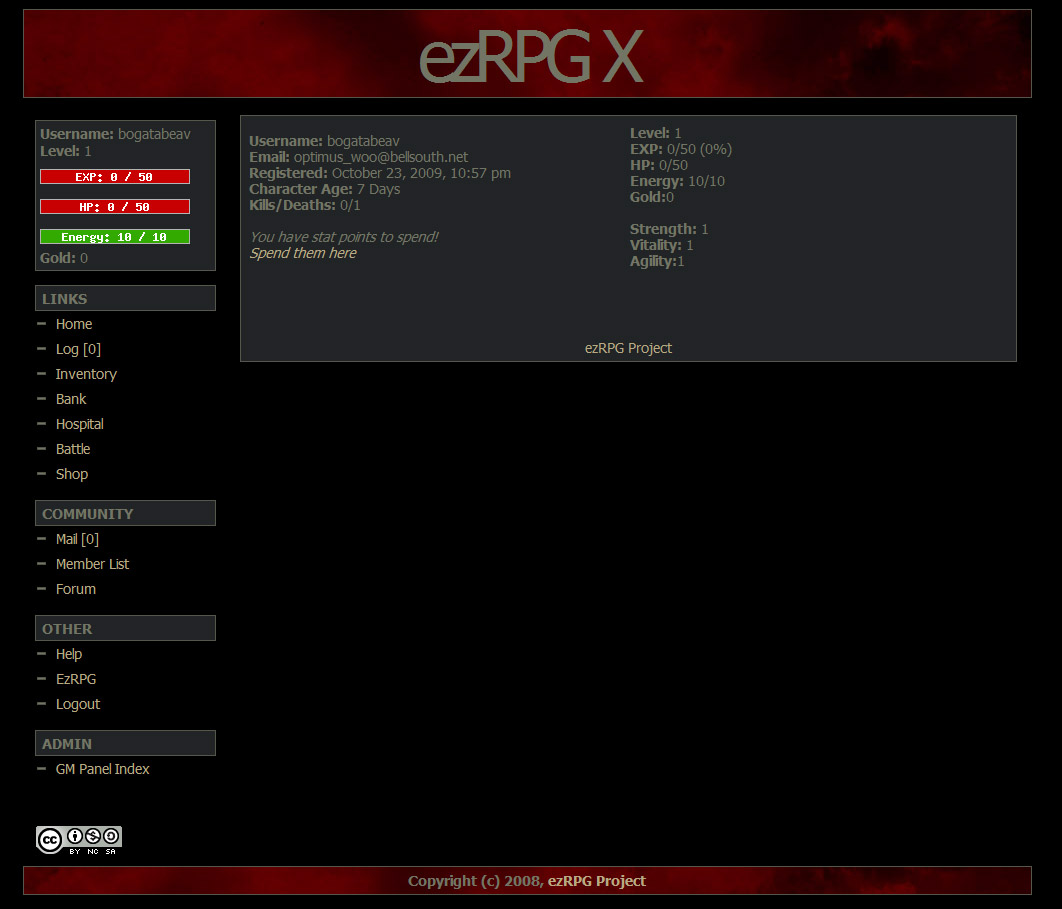 ezRPG X
Username: bogatabeav
Level: 1
EXP: 0 / 50
HP: 0 / 50
Energy: 10 / 10
Gold: 0
LINKS
Home
Log [0]
Inventory
Bank
Hospital
Battle
Shop
COMMUNITY
Mail [0]
Member List
Forum
OTHER
Help
EzRPG
Logout
ADMIN
GM Panel Index
Username: bogatabeav
Email: optimus_woo@bellsouth.net
Registered: October 23, 2009, 10:57 pm
Character Age: 7 Days
Kills/Deaths: 0/1
You have stat points to spend!
Spend them here
Level: 1
EXP: 0/50 (0%)
HP: 0/50
Energy: 10/10
Gold:0
Strength: 1
Vitality: 1
Agility:1
ezRPG Project
cc
BY NC SA
Copyright (c) 2008, ezRPG Project